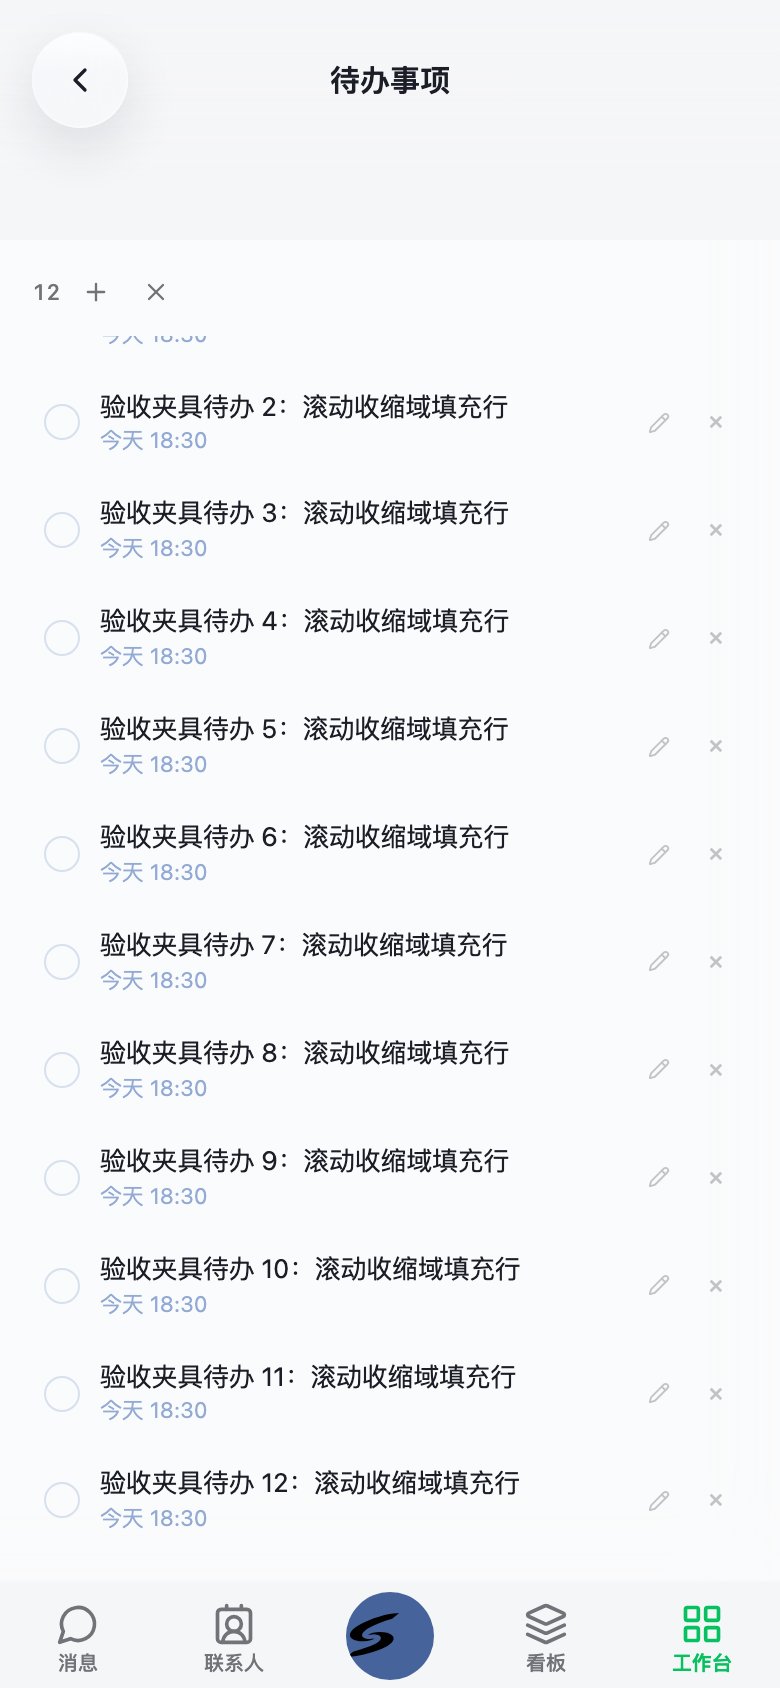 待办事项
12
今天 18:30
验收夹具待办 2：滚动收缩域填充行
今天 18:30
验收夹具待办 3：滚动收缩域填充行
今天 18:30
验收夹具待办 4：滚动收缩域填充行
今天 18:30
验收夹具待办 5：滚动收缩域填充行
今天 18:30
验收夹具待办 6：滚动收缩域填充行
今天 18:30
验收夹具待办 7：滚动收缩域填充行
今天 18:30
验收夹具待办 8：滚动收缩域填充行
今天 18:30
验收夹具待办 9：滚动收缩域填充行
今天 18:30
验收夹具待办 10：滚动收缩域填充行
今天 18:30
验收夹具待办 11：滚动收缩域填充行
今天 18:30
验收夹具待办 12：滚动收缩域填充行
今天 18:30
消息
联系人
看板
工作台